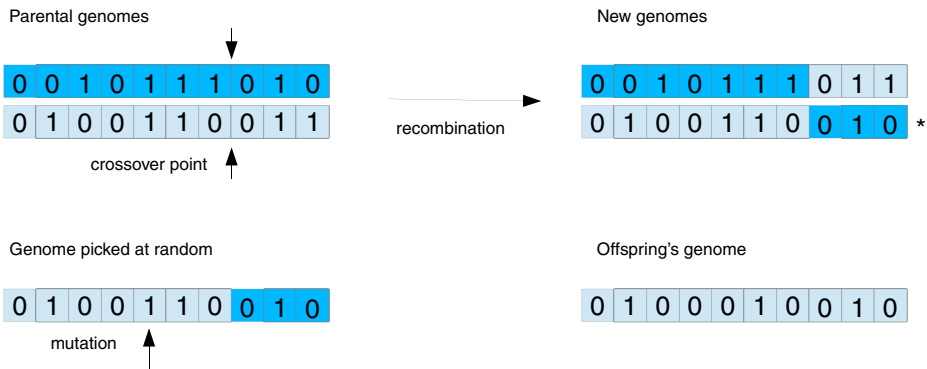 Parental genomes
0 0 1 0 1 1 1 0 1 0
0 1 0 0 1 1 0 0 1 1
crossover point
recombination
New genomes
0 0 1 0 1 1 1 0 1 1
0 1 0 0 1 1 0 0 1 0 *
Genome picked at random
0 1 0 0 1 1 0 0 1 0
mutation
Offspring's genome
0 1 0 0 0 1 0 0 1 0